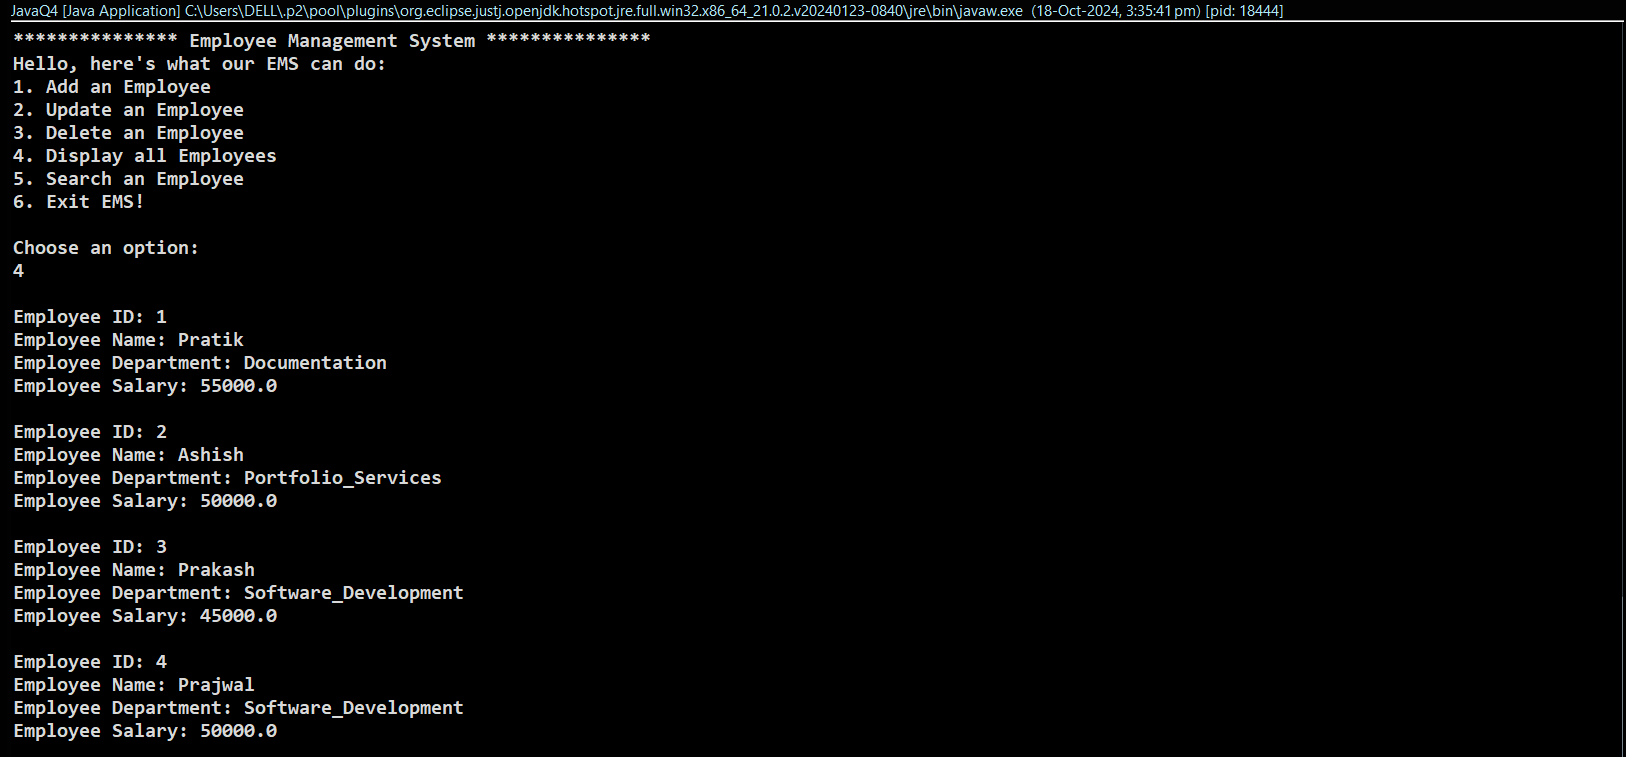 JavaQ4 [Java Application] C:\Users\DELL\.p2\pool\plugins\org.eclipse.justj.openjdk.hotspot.jre.full.win32.x86_64_21.0.2.v20240123-0840\jre\bin\javaw.exe (18-Oct-2024, 3:35:41 pm) [pid: 18444]
*************** Employee Management System ***************
Hello, here's what our EMS can do:
1. Add an Employee
2. Update an Employee
3. Delete an Employee
4. Display all Employees
5. Search an Employee
6. Exit EMS!
Choose an option:
4
Employee ID: 1
Employee Name: Pratik
Employee Department: Documentation
Employee Salary: 55000.0
Employee ID: 2
Employee Name: Ashish
Employee Department: Portfolio_Services
Employee Salary: 50000.0
Employee ID: 3
Employee Name: Prakash
Employee Department: Software_Development
Employee Salary: 45000.0
Employee ID: 4
Employee Name: Prajwal
Employee Department: Software_Development
Employee Salary: 50000.0